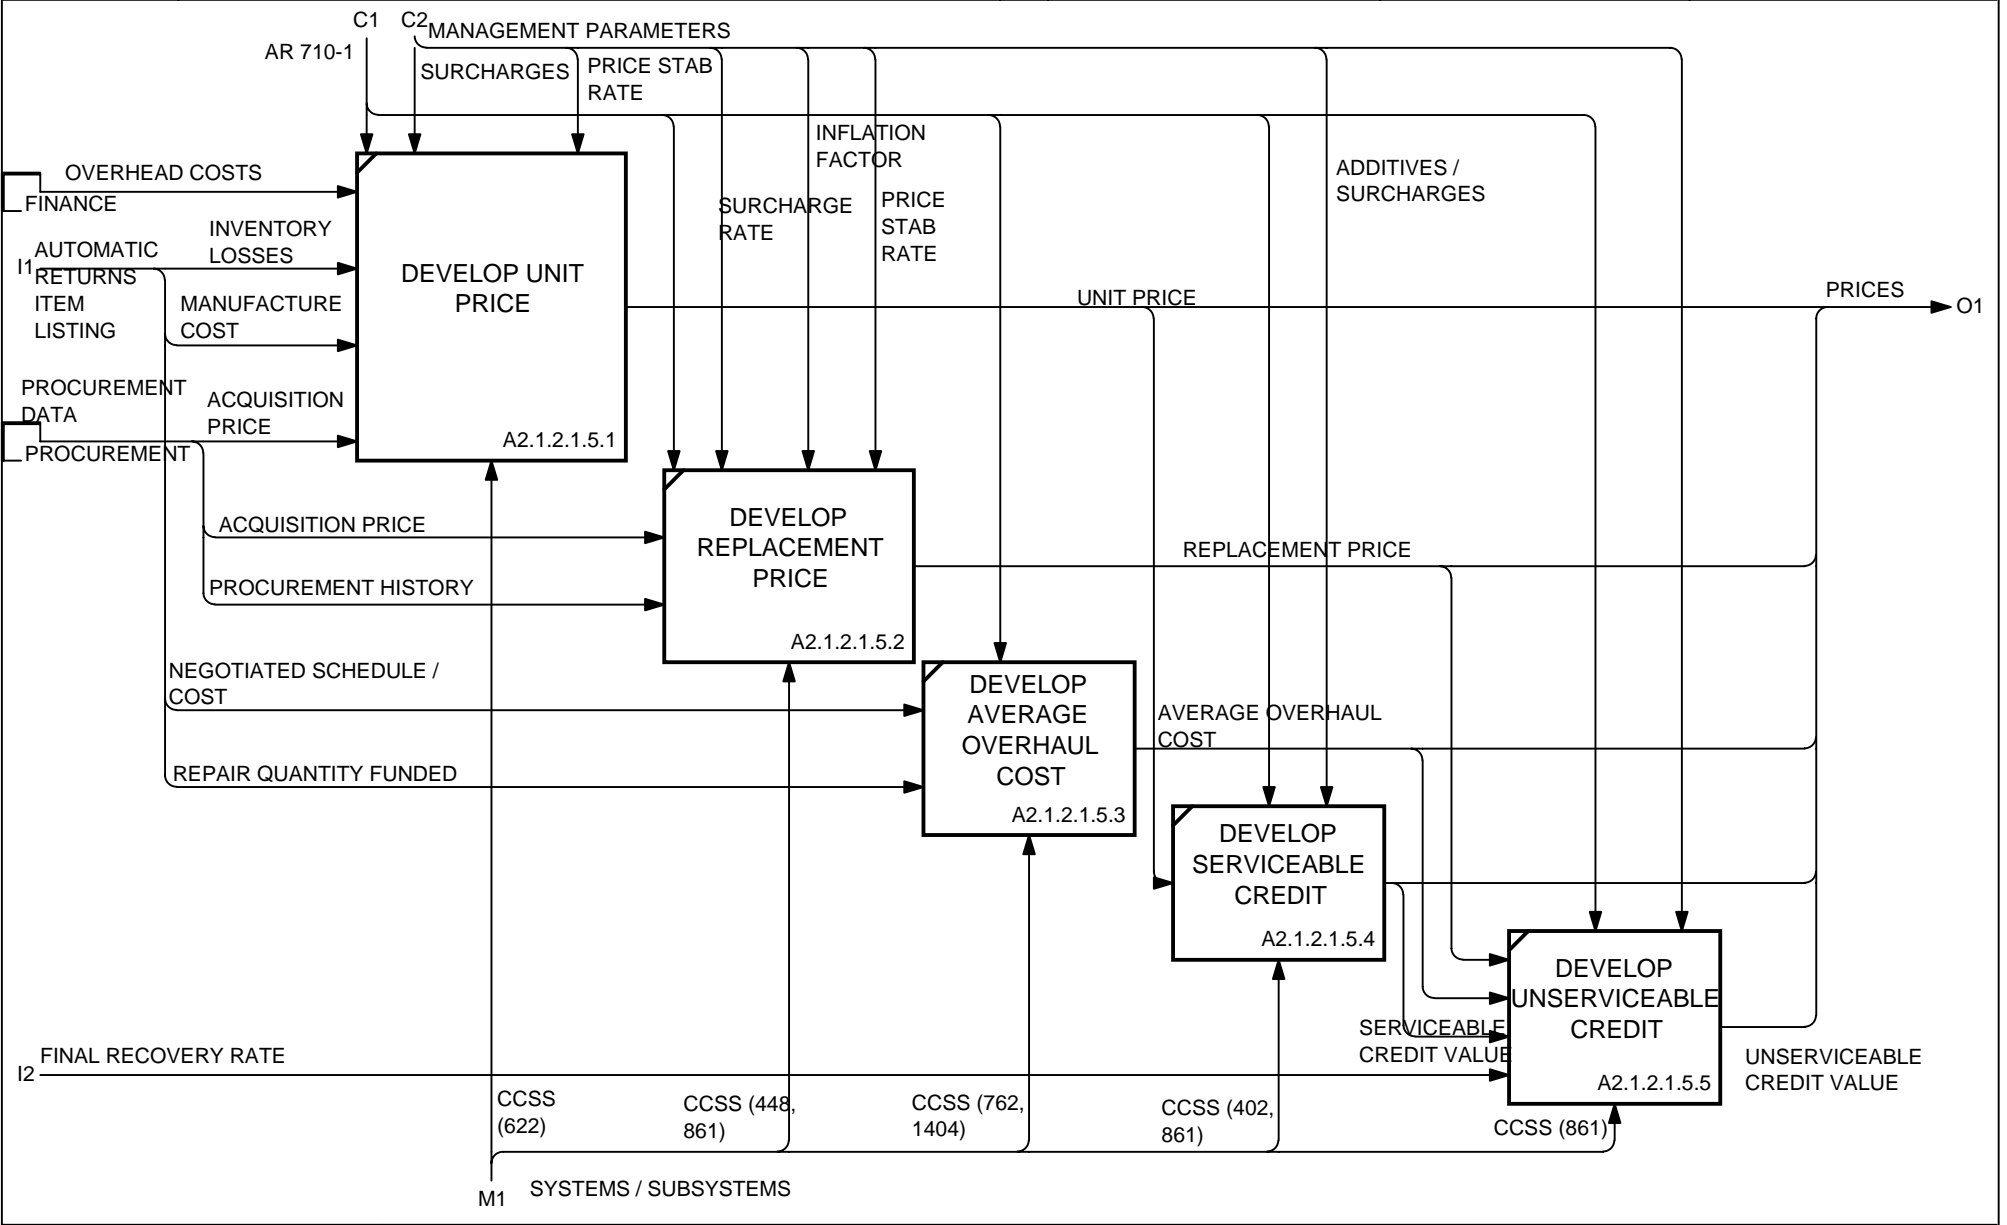 C1
C2
MANAGEMENT PARAMETERS
AR 710-1
SURCHARGES
PRICE STAB
RATE
INFLATION
FACTOR
ADDITIVES /
SURCHARGES
OVERHEAD COSTS
FINANCE
SURCHARGE
RATE
PRICE
STAB
RATE
INVENTORY
LOSSES
I1
AUTOMATIC
RETURNS
ITEM
LISTING
MANUFACTURE
COST
DEVELOP UNIT
PRICE
A2.1.2.1.5.1
UNIT PRICE
PRICES
O1
PROCUREMENT
DATA
ACQUISITION
PRICE
PROCUREMENT
ACQUISITION PRICE
PROCUREMENT HISTORY
DEVELOP
REPLACEMENT
PRICE
A2.1.2.1.5.2
REPLACEMENT PRICE
NEGOTIATED SCHEDULE /
COST
REPAIR QUANTITY FUNDED
DEVELOP
AVERAGE
OVERHAUL
COST
A2.1.2.1.5.3
AVERAGE OVERHAUL
COST
DEVELOP
SERVICEABLE
CREDIT
A2.1.2.1.5.4
DEVELOP
UNSERVICEABLE
CREDIT
A2.1.2.1.5.5
SERVICEABLE
CREDIT VALUE
UNSERVICEABLE
CREDIT VALUE
FINAL RECOVERY RATE
I2
CCSS
(622)
CCSS (448,
861)
CCSS (762,
1404)
CCSS (402,
861)
CCSS (861)
M1
SYSTEMS / SUBSYSTEMS